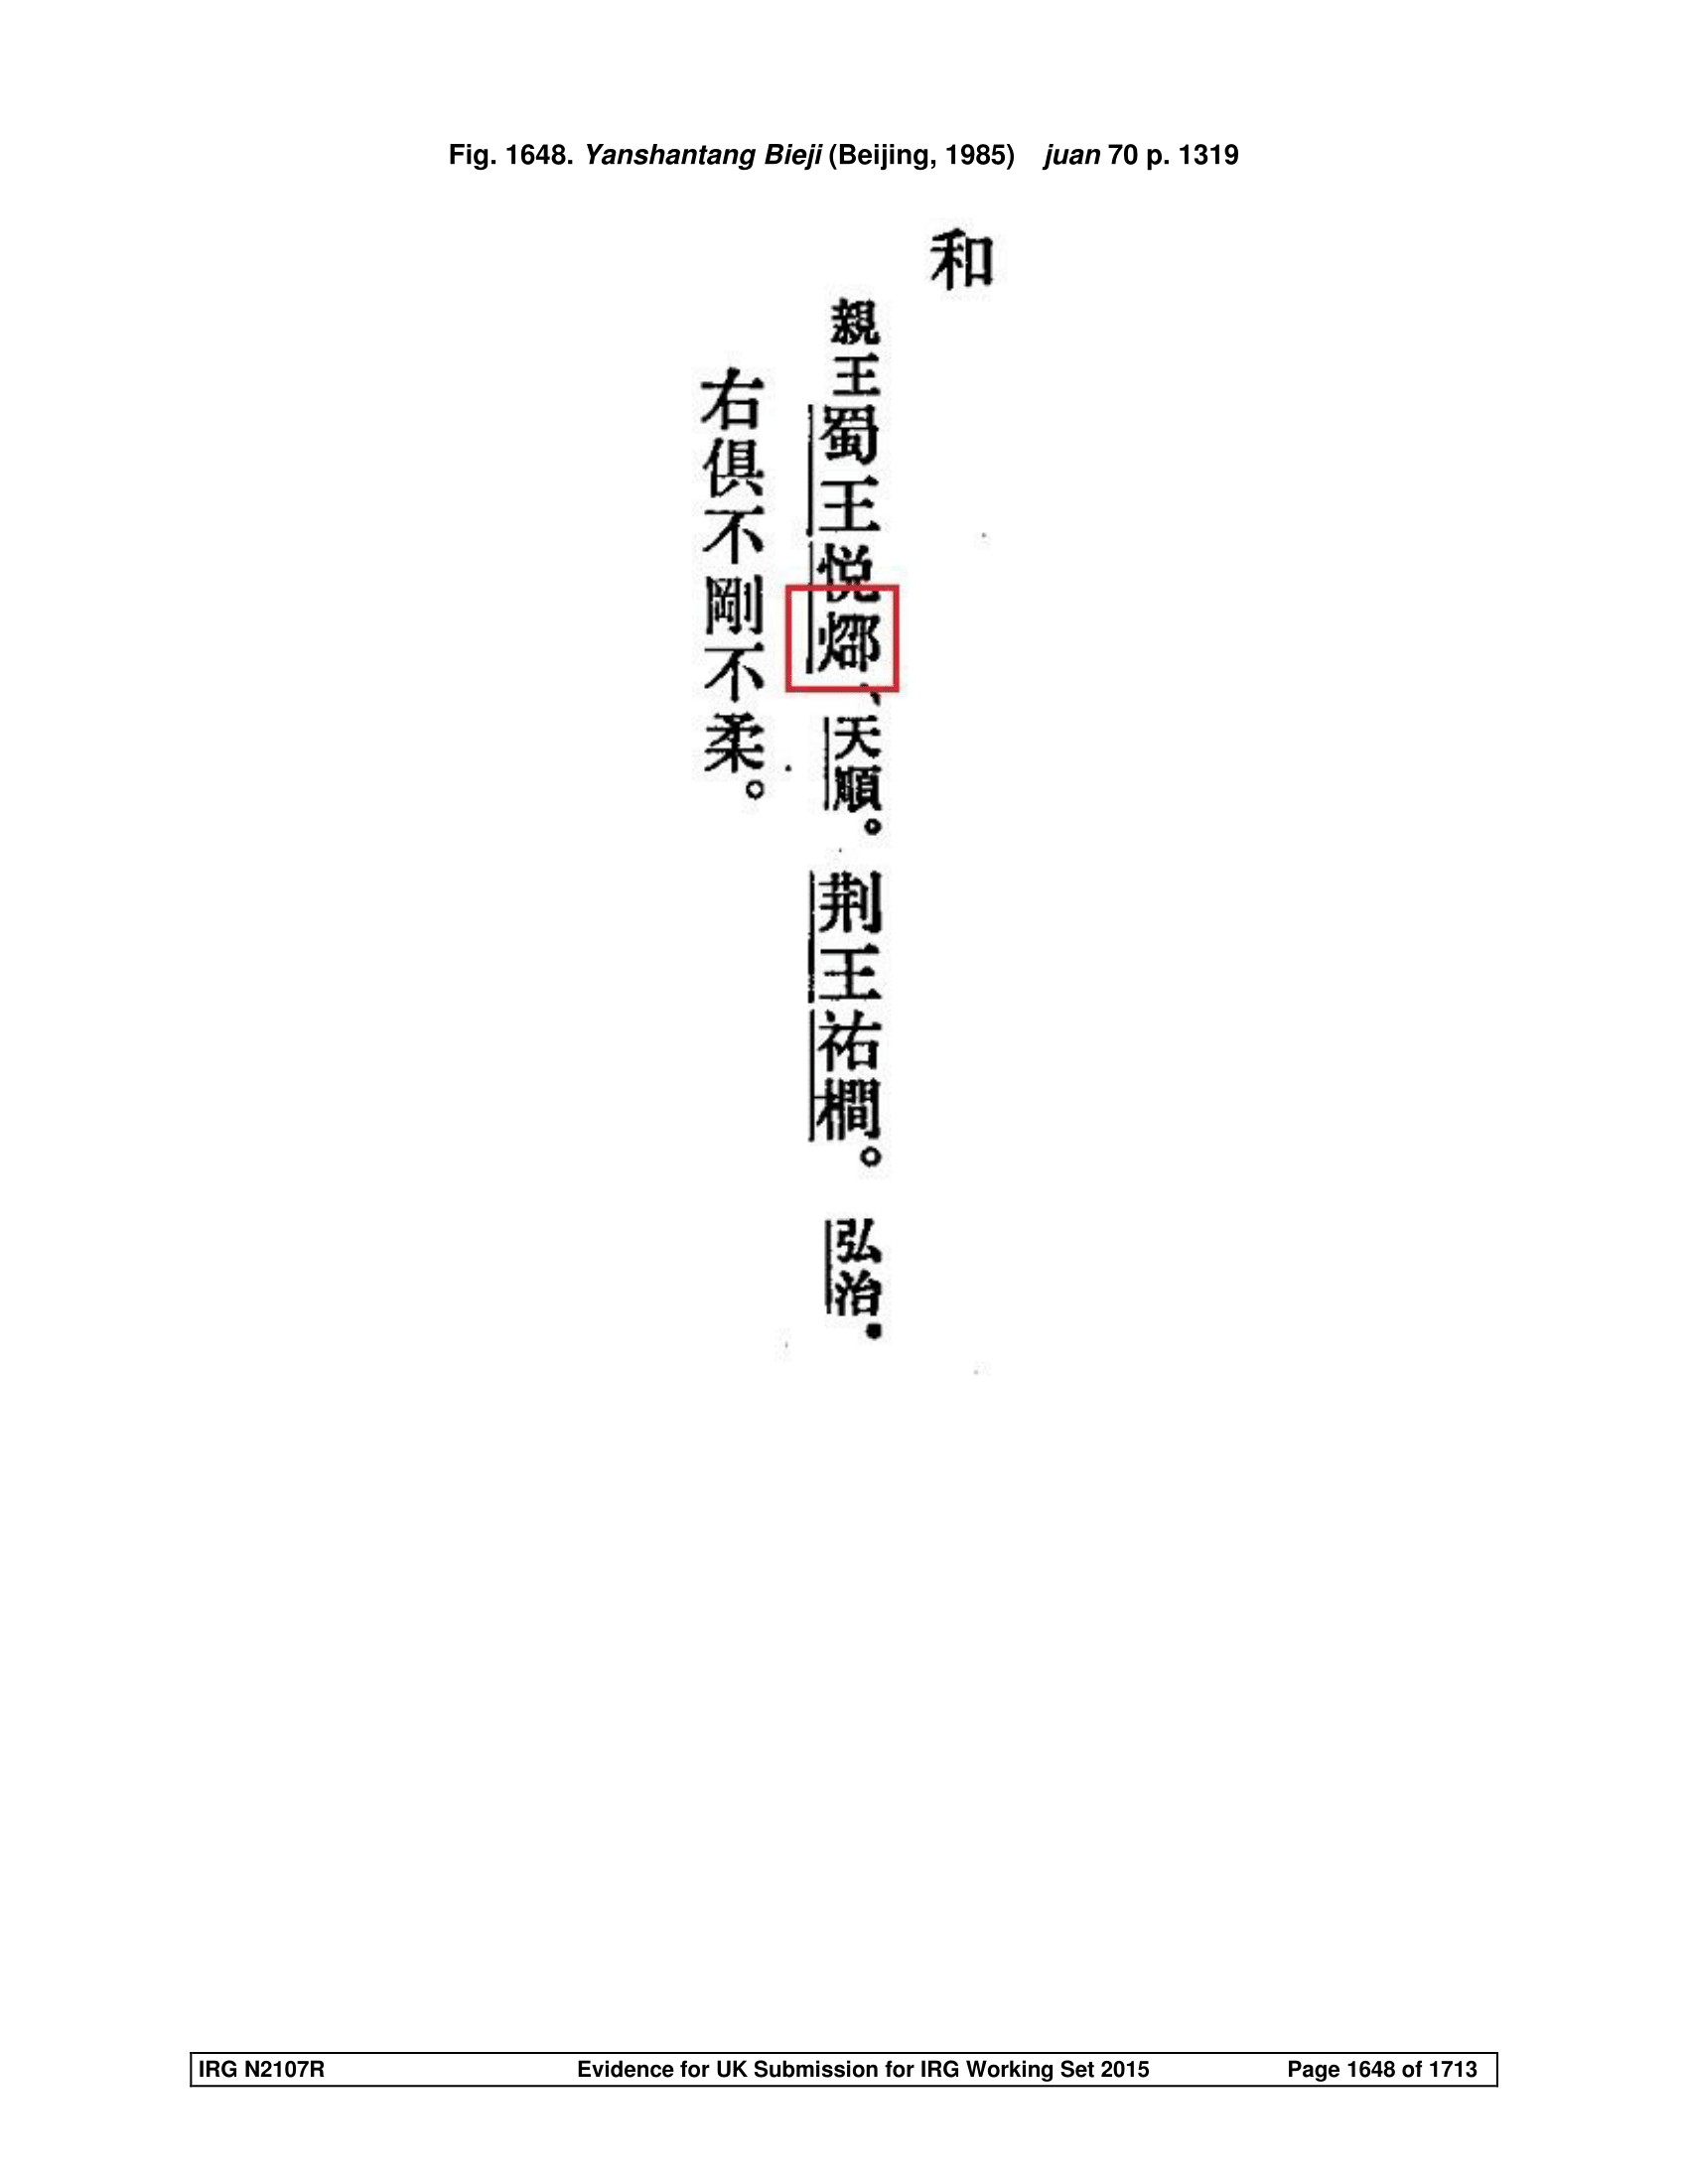 Fig. 1648. Yanshantang Bieji (Beijing, 1985) juan 70 p. 1319
和
親王蜀王悦、天順。荆王祐橺。弘治。
右俱不剛不柔。
IRG N2107R Evidence for UK Submission for IRG Working Set 2015 Page 1648 of 1713